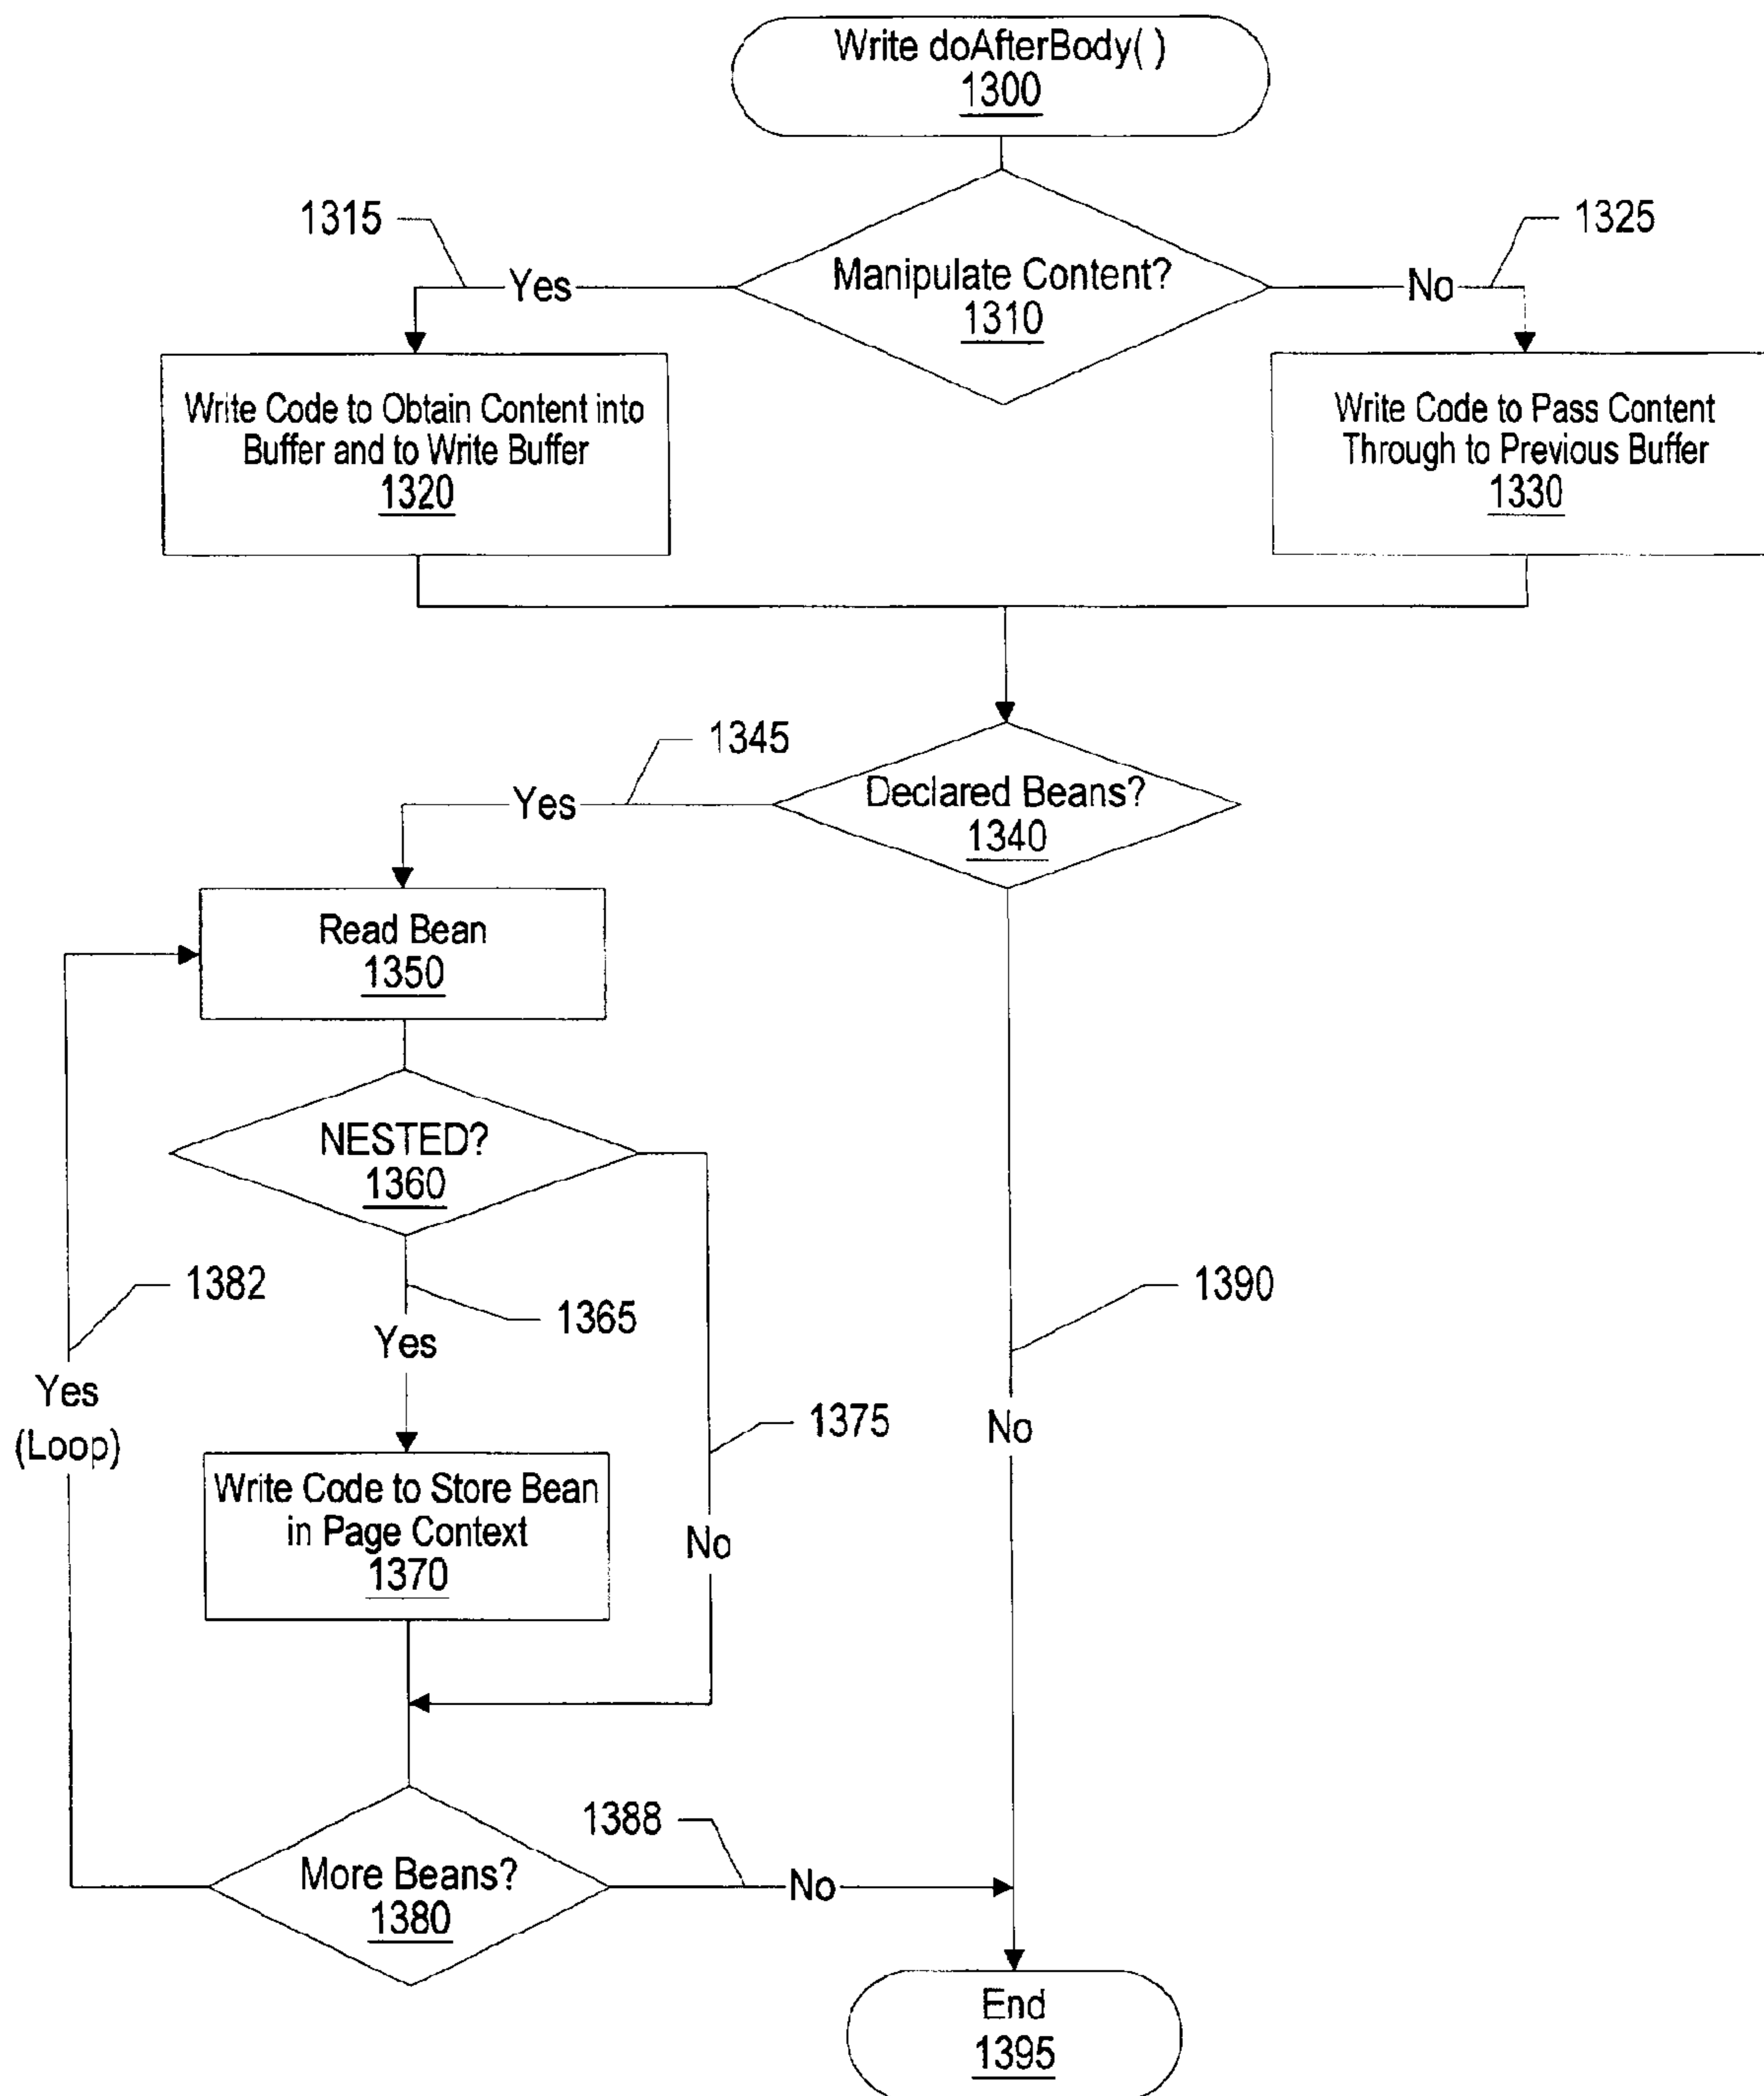 Write doAfterBody( )
1300
1315
1325
Yes
Manipulate Content?
1310
No
Write Code to Obtain Content into
Buffer and to Write Buffer
1320
Write Code to Pass Content
Through to Previous Buffer
1330
1345
Yes
Declared Beans?
1340
Read Bean
1350
NESTED?
1360
1382
1365
1390
Yes
Yes
(Loop)
1375
No
Write Code to Store Bean
in Page Context
1370
No
1388
More Beans?
1380
No
End
1395